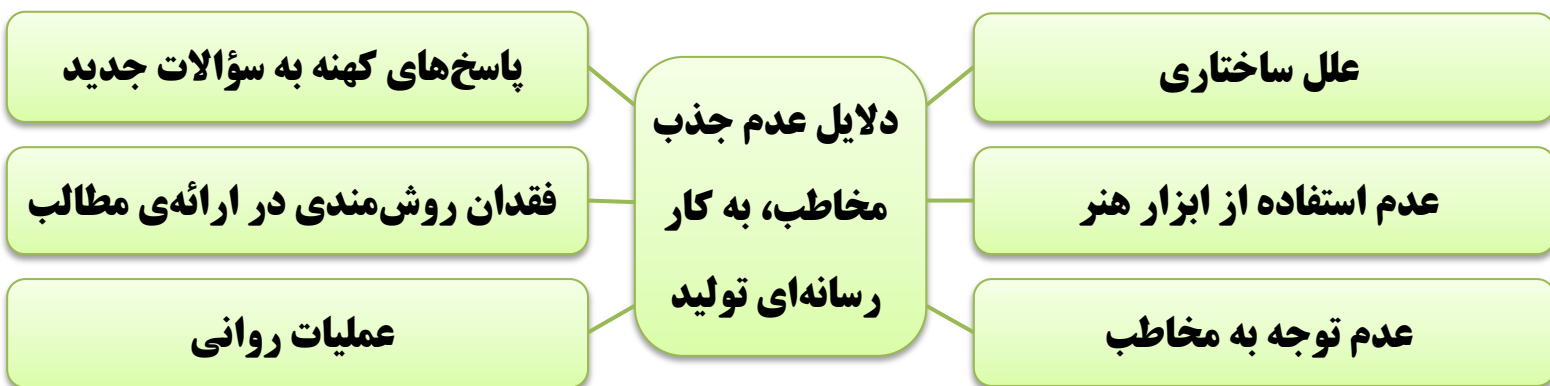 علل ساختاری
عدم استفاده از ابزار هنر
عدم توجه به مخاطب
دلایل عدم جذب
مخاطب، به کار
رسانه‌ای تولید
پاسخ‌های کهنه به سؤالات جدید
فقدان روش‌مندی در ارائه‌ی مطالب
عملیات روانی